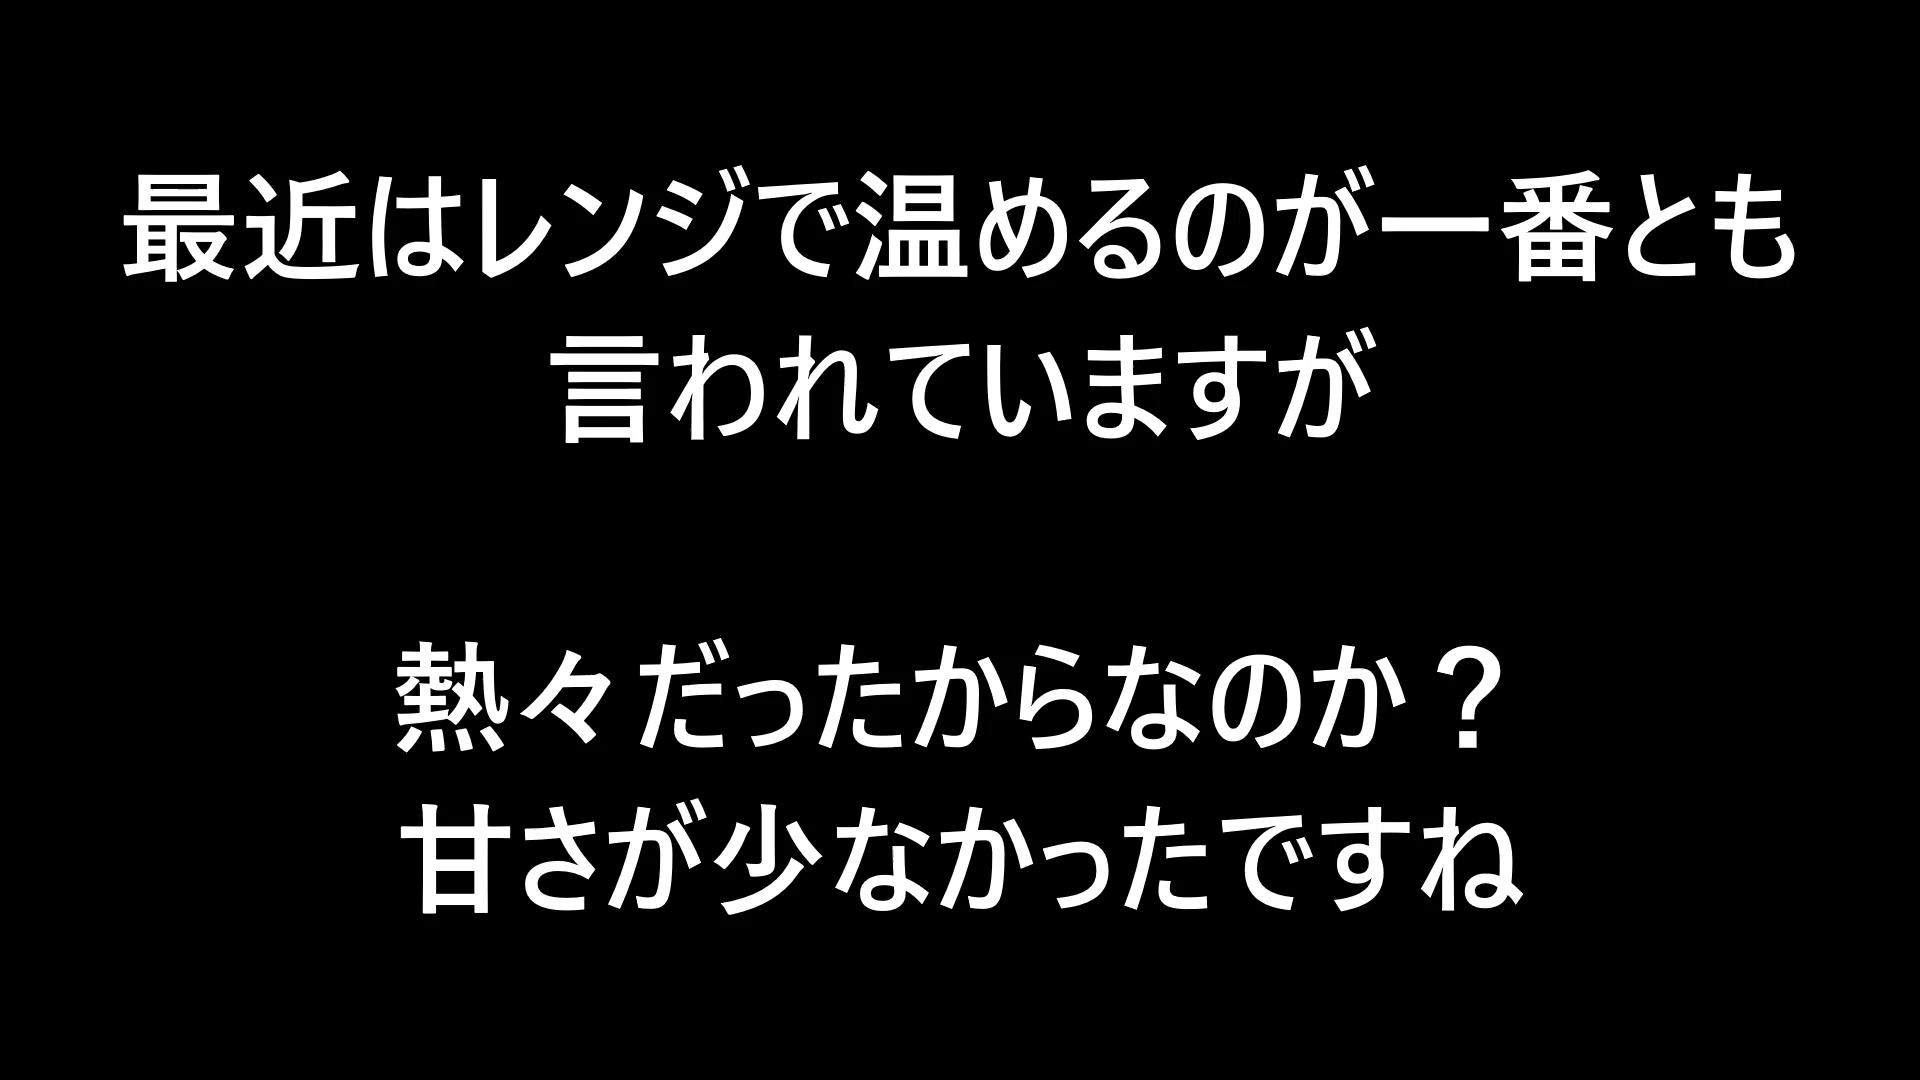 最近はレンジで温めるのが一番とも
言われていますが
熱々だったからなのか？
甘さが少なかったですね